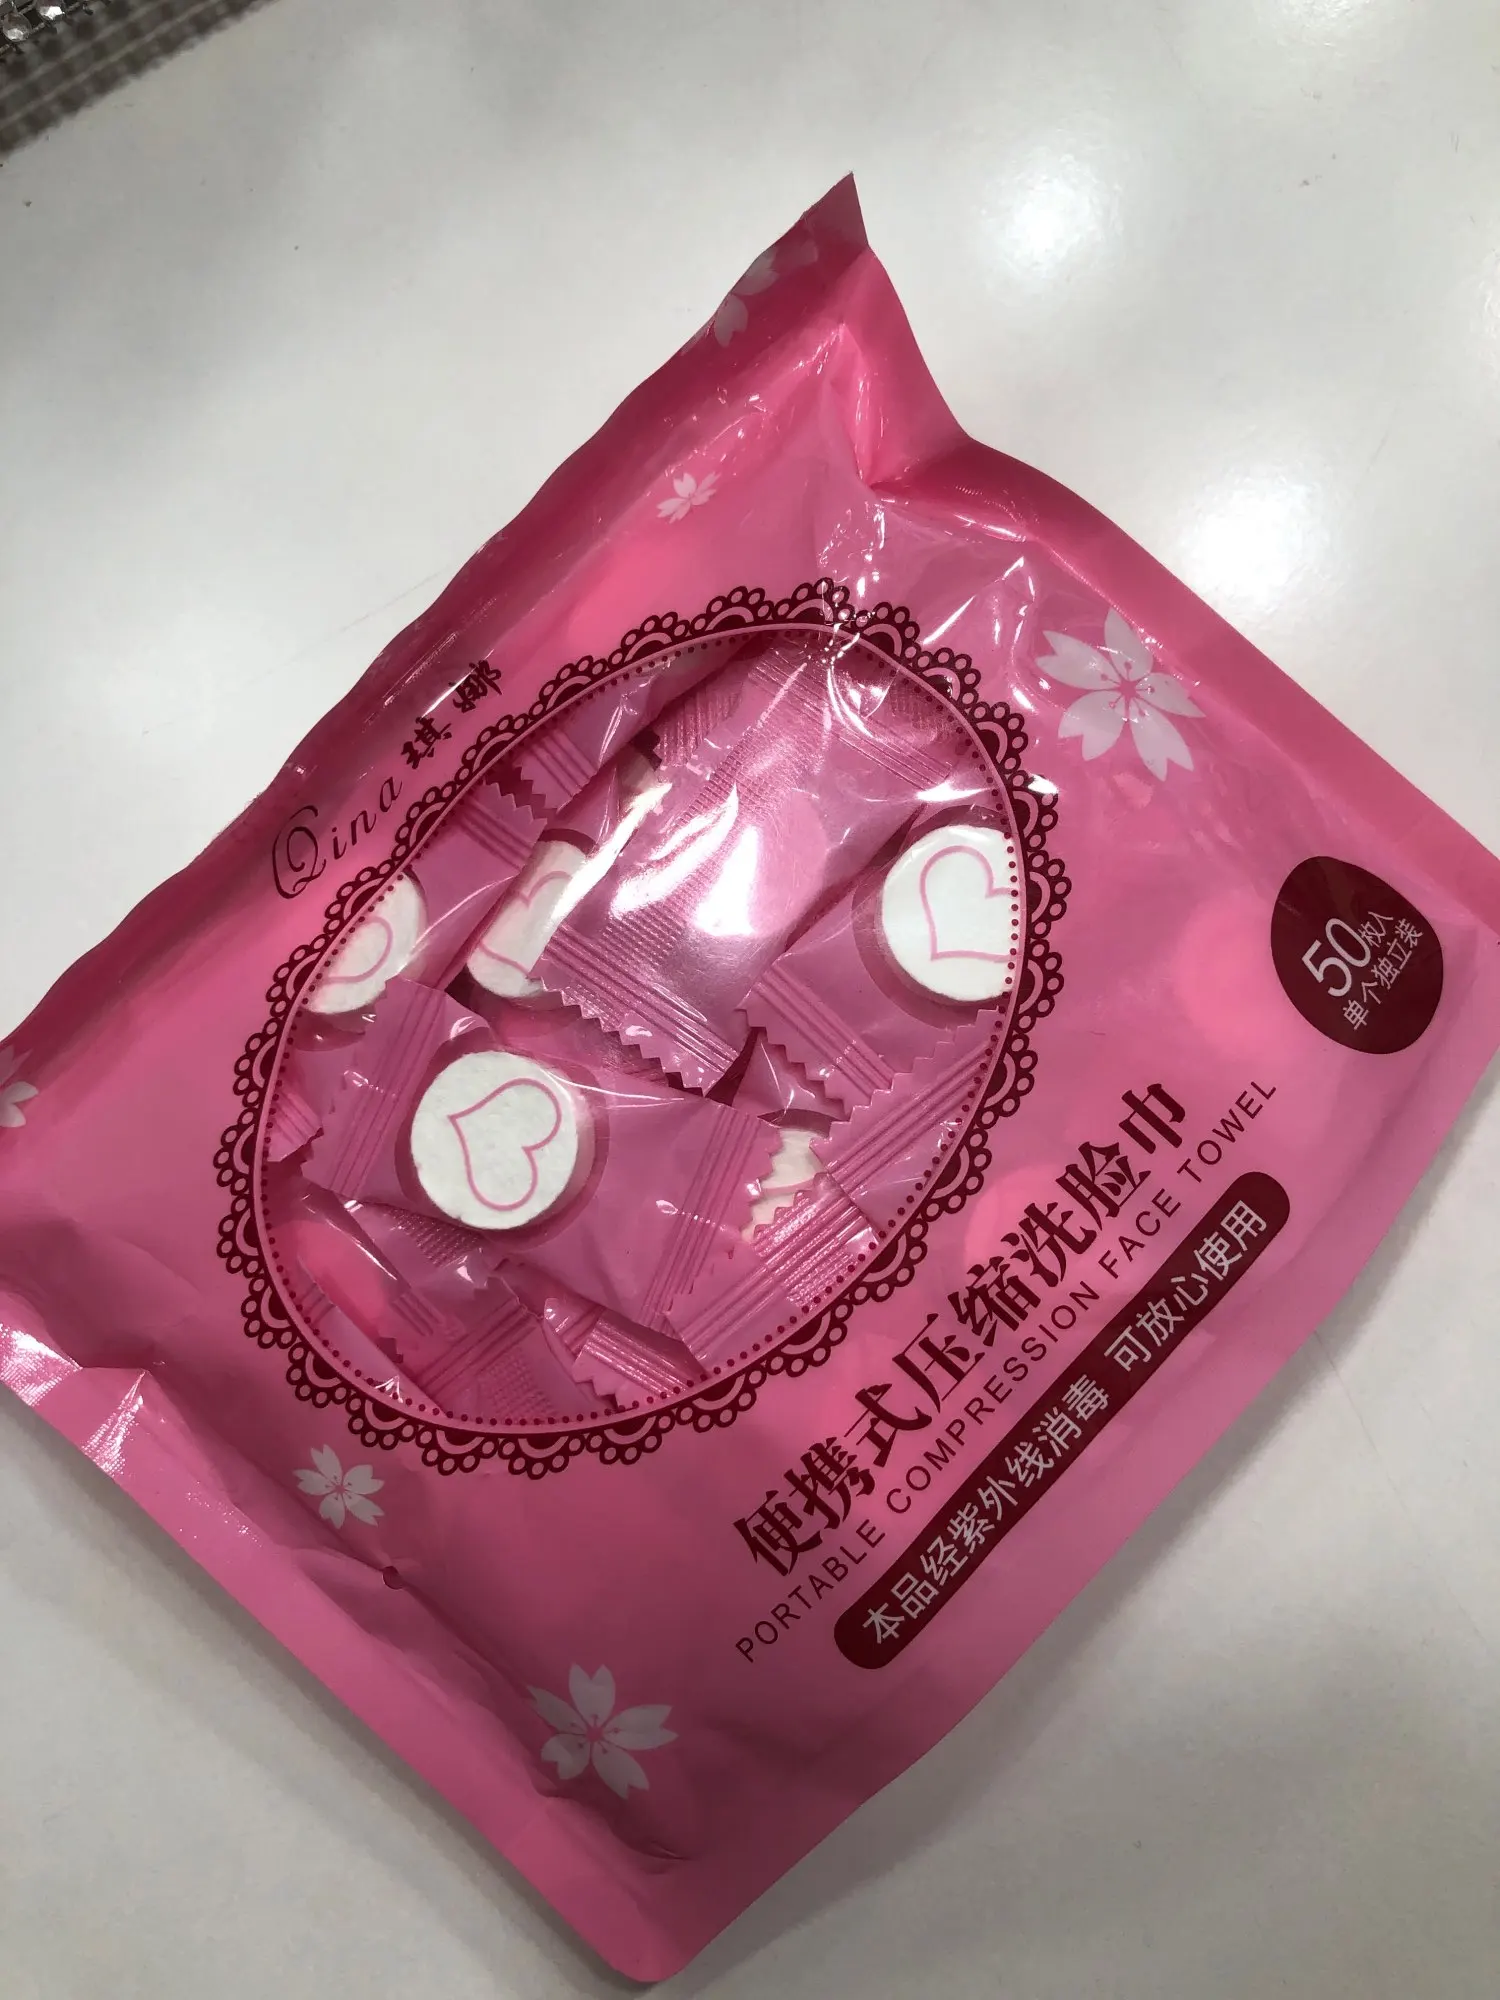 Qina 琪娜
50枚入
单个独立装
便携式压缩洗脸巾
PORTABLE COMPRESSION FACE TOWEL
本品经紫外线消毒 可放心使用